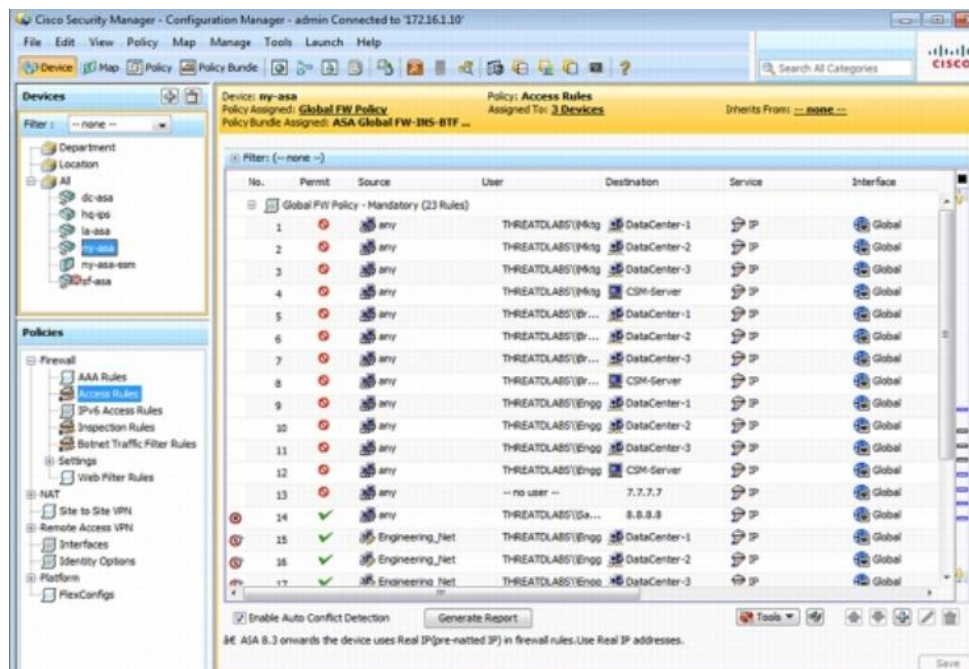 Cisco Security Manager - Configuration Manager - admin Connected to '172.16.1.10'
File Edit View Policy Map Manage Tools Launch Help
Device Map Policy Policy Bundle
Search All Categories
CISCO
Devices
Filter : -- none --
Department
Location
All
dc-asa
hq-ips
la-asa
ny-asa
ny-asa-ssm
sf-asa
Policies
Firewall
AAA Rules
Access Rules
IPv6 Access Rules
Inspection Rules
Botnet Traffic Filter Rules
Settings
Web Filter Rules
NAT
Site to Site VPN
Remote Access VPN
Interfaces
Identity Options
Platform
FlexConfigs
Device: ny-asa Policy: Access Rules
Policy Assigned: Global FW Policy Assigned To: 3 Devices Inherits From: -- none --
Policy Bundle Assigned: ASA Global FW-INS-BTF ...
Filter: (-- none --)
No. Permit Source User Destination Service Interface
Global FW Policy - Mandatory (23 Rules)
1 any THREATDLABS\\(Mktg DataCenter-1 IP Global
2 any THREATDLABS\\(Mktg DataCenter-2 IP Global
3 any THREATDLABS\\(Mktg DataCenter-3 IP Global
4 any THREATDLABS\\(Mktg CSM-Server IP Global
5 any THREATDLABS\\(Br... DataCenter-1 IP Global
6 any THREATDLABS\\(Br... DataCenter-2 IP Global
7 any THREATDLABS\\(Br... DataCenter-3 IP Global
8 any THREATDLABS\\(Br... CSM-Server IP Global
9 any THREATDLABS\\(Engg DataCenter-1 IP Global
10 any THREATDLABS\\(Engg DataCenter-2 IP Global
11 any THREATDLABS\\(Engg DataCenter-3 IP Global
12 any THREATDLABS\\(Engg CSM-Server IP Global
13 any -- no user -- 7.7.7.7 IP Global
14 any THREATDLABS\\(Sa... 8.8.8.8 IP Global
15 Engineering_Net THREATDLABS\\(Engg DataCenter-1 IP Global
16 Engineering_Net THREATDLABS\\(Engg DataCenter-2 IP Global
17 Engineering_Net THREATDLABS\\(Engg DataCenter-3 IP Global
Enable Auto Conflict Detection Generate Report Tools
â€ ASA 8.3 onwards the device uses Real IP(pre-natted IP) in firewall rules.Use Real IP addresses.
Save